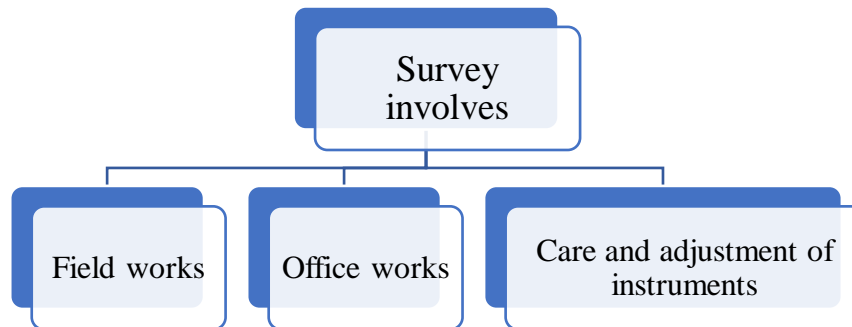 Survey
involves
Field works
Office works
Care and adjustment of
instruments